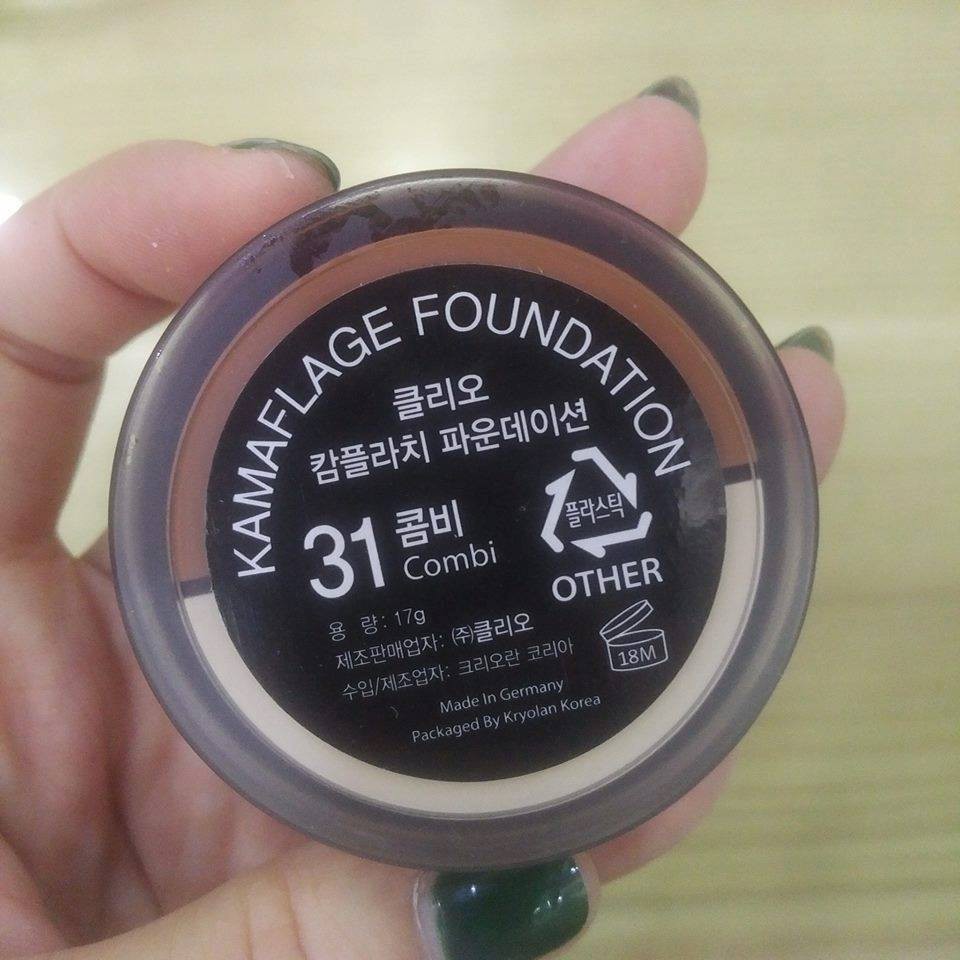 KAMAFLAGE FOUNDATION
클리오
캄플라치 파운데이션
31 콤비
Combi
플라스틱
OTHER
용 량: 17g
제조판매업자: (주)클리오
수입/제조업자: 크리오란 코리아
18M
Made In Germany
Packaged By Kryolan Korea